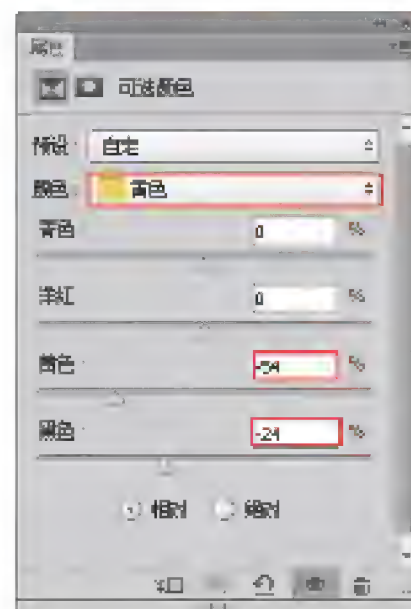 属性
可选颜色
预设： 自定
颜色： 黄色
青色： 0 %
洋红： 0 %
黄色： -54 %
黑色： -24 %
相对 绝对